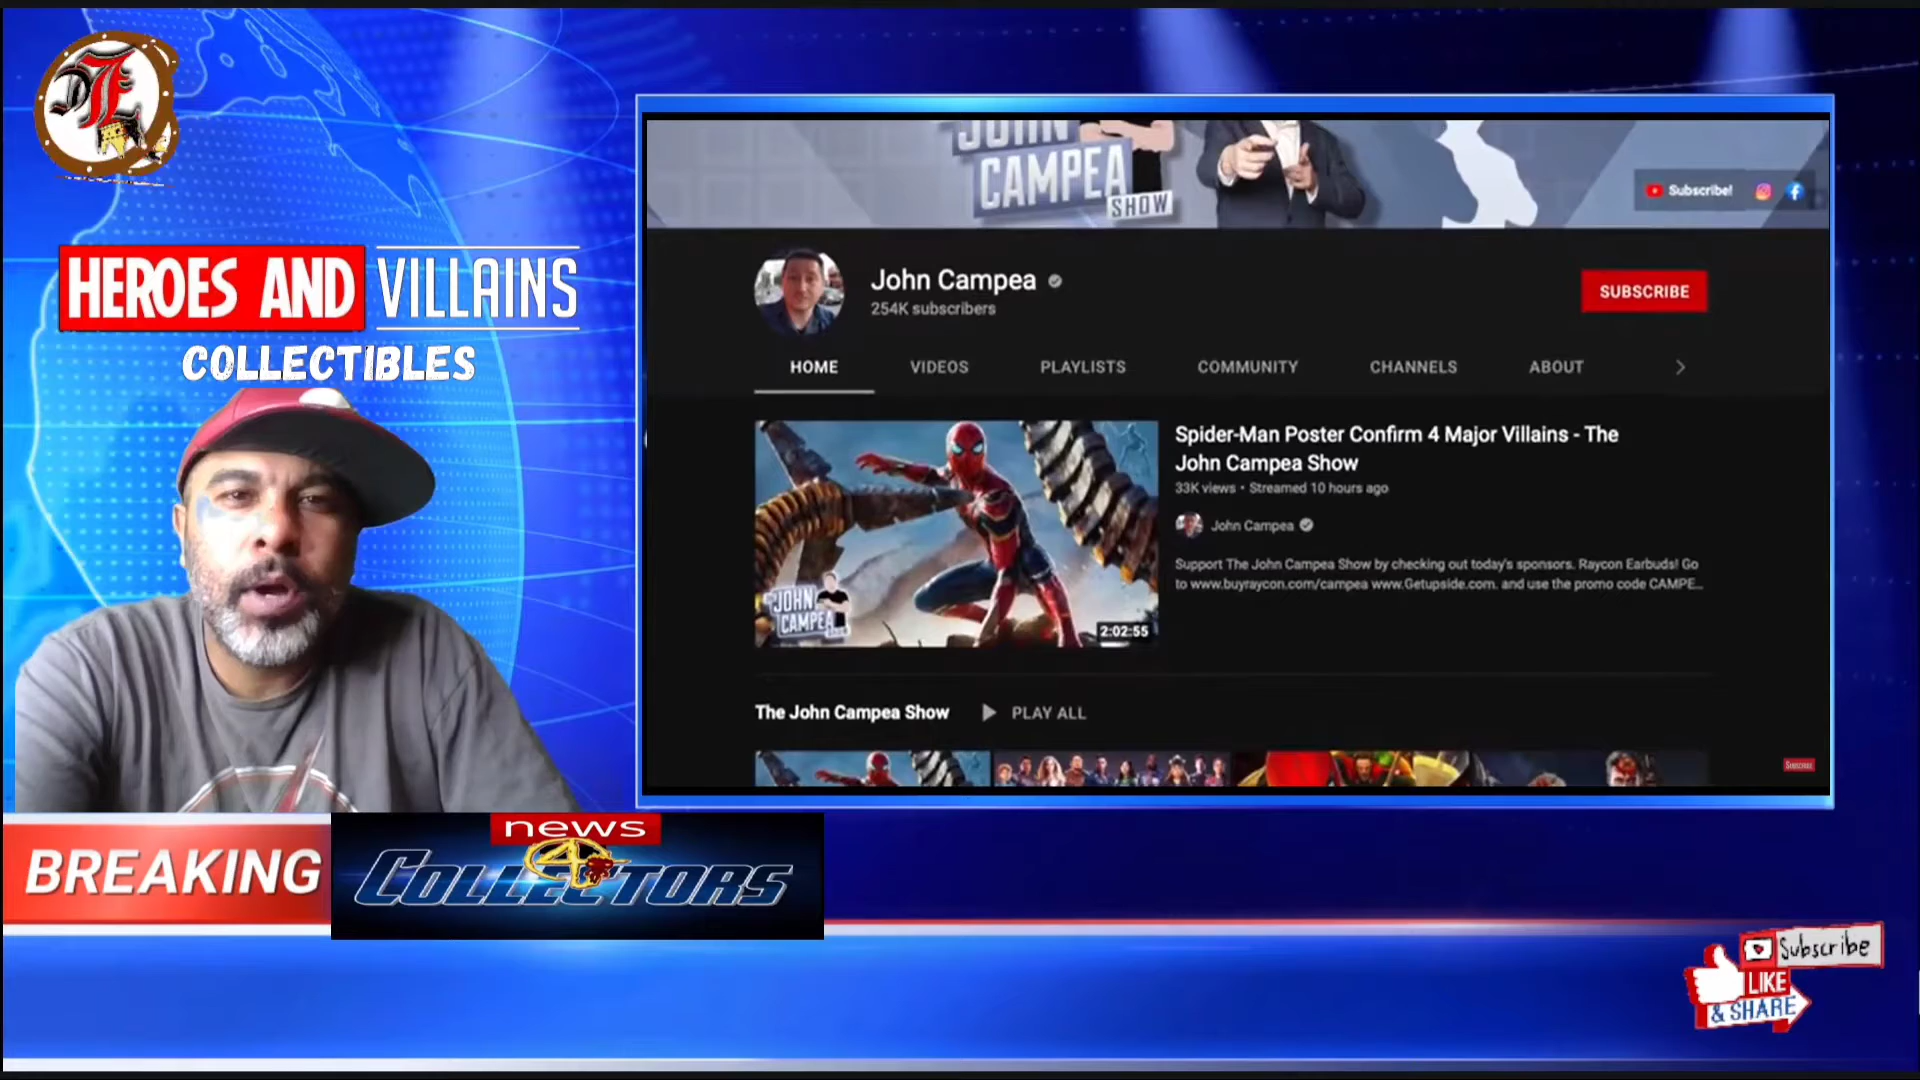 HEROES AND VILLAINS
COLLECTIBLES
JOHN
CAMPEA
SHOW
Subscribe!
John Campea
254K subscribers
SUBSCRIBE
HOME VIDEOS PLAYLISTS COMMUNITY CHANNELS ABOUT
Spider-Man Poster Confirm 4 Major Villains - The
John Campea Show
33K views • Streamed 10 hours ago
John Campea
Support The John Campea Show by checking out today's sponsors. Raycon Earbuds! Go
to www.buyraycon.com/campea www.Getupside.com. and use the promo code CAMPE...
JOHN
CAMPEA
2:02:55
The John Campea Show PLAY ALL
SUBSCRIBE
BREAKING
news
4
COLLECTORS
Subscribe
LIKE
& SHARE